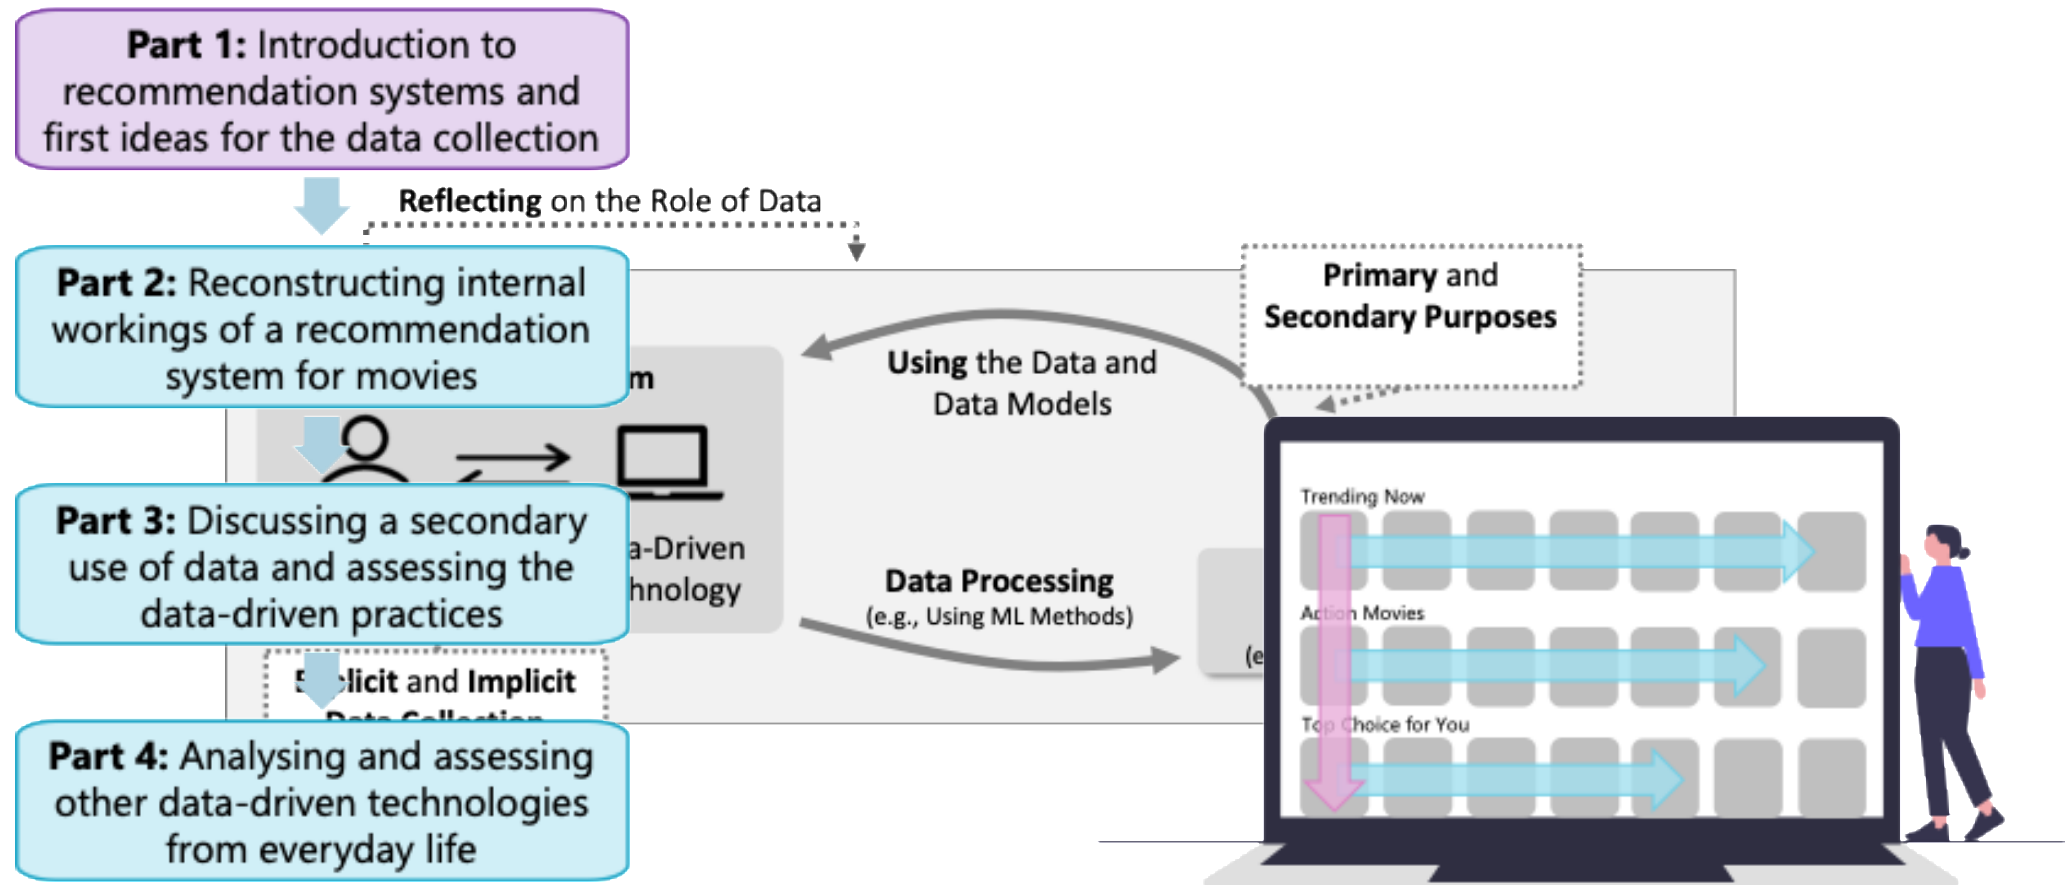 Part 1: Introduction to
recommendation systems and
first ideas for the data collection
Reflecting on the Role of Data
Part 2: Reconstructing internal
workings of a recommendation
system for movies
Primary and
Secondary Purposes
Using the Data and
Data Models
Part 3: Discussing a secondary
use of data and assessing the
data-driven practices
a-Driven
hnology
Data Processing
(e.g., Using ML Methods)
(e
and Implicit
Data Collection
Part 4: Analysing and assessing
other data-driven technologies
from everyday life
Trending Now
Action Movies
Top Choice for You